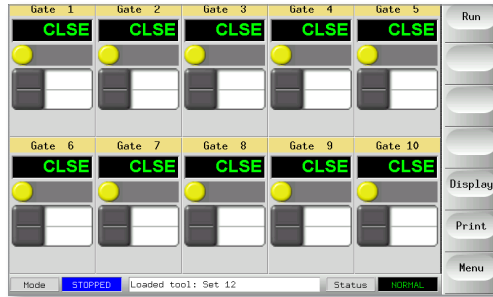 Gate 1 Gate 2 Gate 3 Gate 4 Gate 5
CLSE CLSE CLSE CLSE CLSE
Gate 6 Gate 7 Gate 8 Gate 9 Gate 10
CLSE CLSE CLSE CLSE CLSE
Mode STOPPED Loaded tool: Set 12 Status NORMAL
Run
Display
Print
Menu